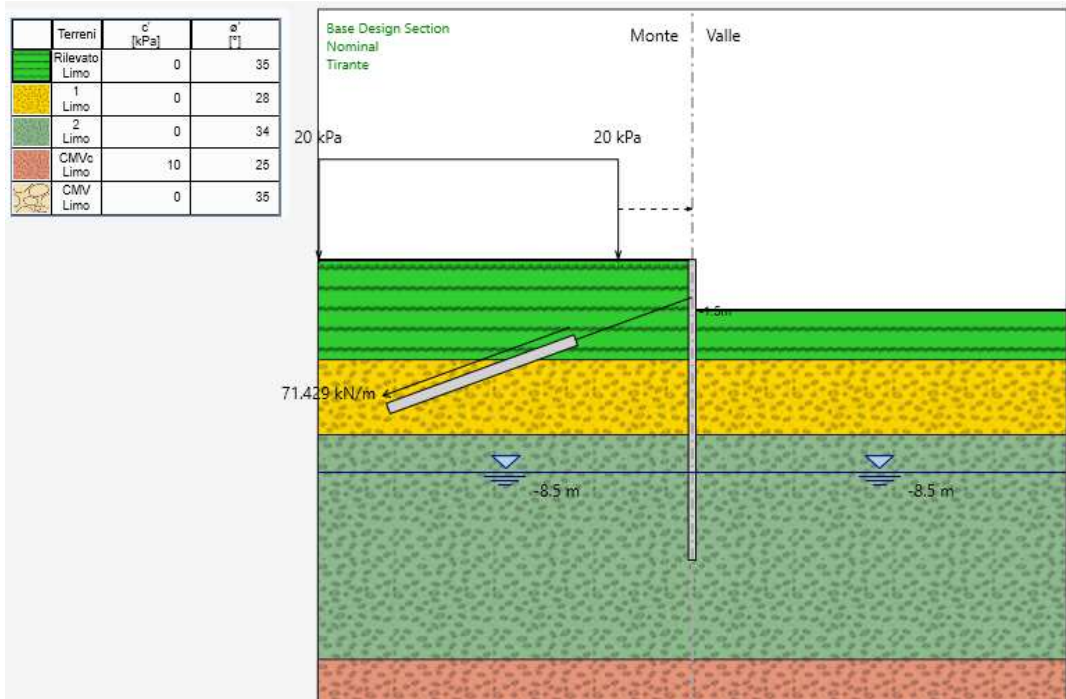 Terreni c' ø'
[kPa] [°]
Rilevato
Limo 0 35
1
Limo 0 28
2
Limo 0 34
CMVc
Limo 10 25
CMV
Limo 0 35
Base Design Section
Nominal
Tirante
Monte Valle
20 kPa 20 kPa
-1.5m
71.429 kN/m
-8.5 m -8.5 m